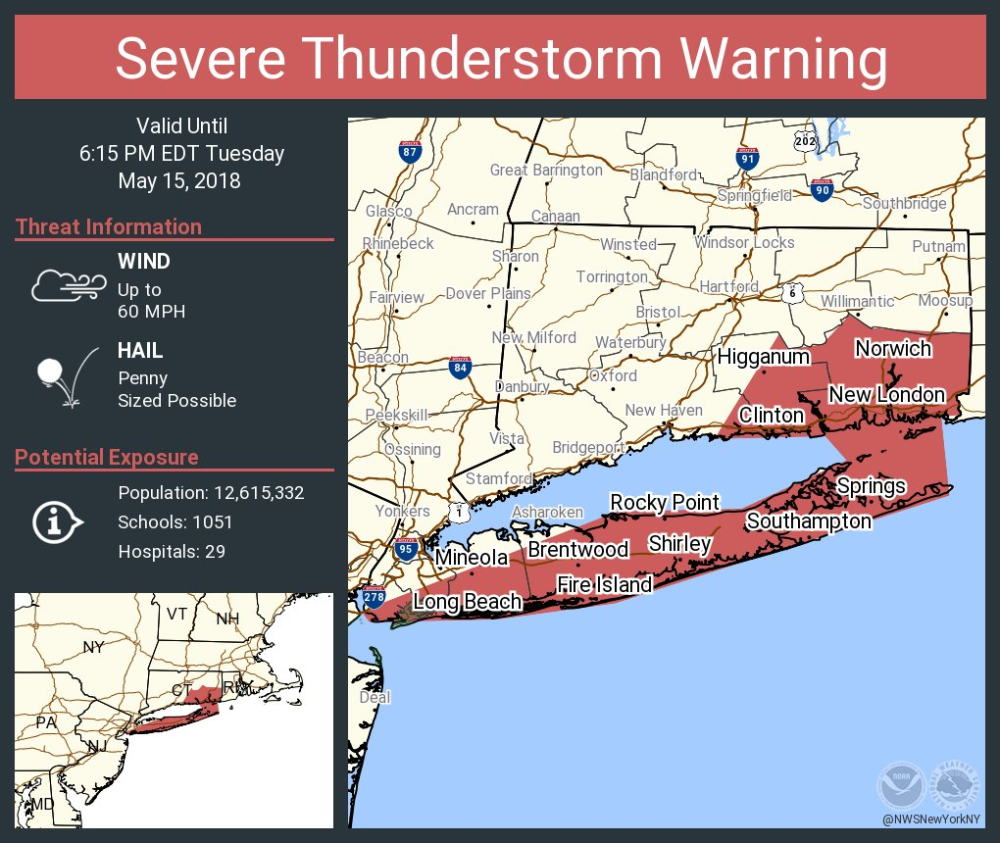 Severe Thunderstorm Warning
Valid Until
6:15 PM EDT Tuesday
May 15, 2018
Threat Information
WIND
Up to
60 MPH
HAIL
Penny
Sized Possible
Potential Exposure
Population: 12,615,332
Schools: 1051
Hospitals: 29
VT
NH
NY
CT
RI
PA
NJ
MD
87
91
202
90
Great Barrington
Blandford
Springfield
Southbridge
Glasco
Ancram
Canaan
Rhinebeck
Sharon
Winsted
Windsor Locks
Putnam
Torrington
Hartford
6
Fairview
Dover Plains
Willimantic
Moosup
Bristol
New Milford
Waterbury
Higganum
Norwich
Beacon
84
Oxford
Danbury
New London
Peekskill
New Haven
Clinton
Vista
Ossining
Bridgeport
Stamford
Springs
Yonkers
1
Asharoken
Rocky Point
Southampton
95
Mineola
Brentwood
Shirley
278
Long Beach
Fire Island
Deal
NOAA
NATIONAL WEATHER SERVICE
@NWSNewYorkNY